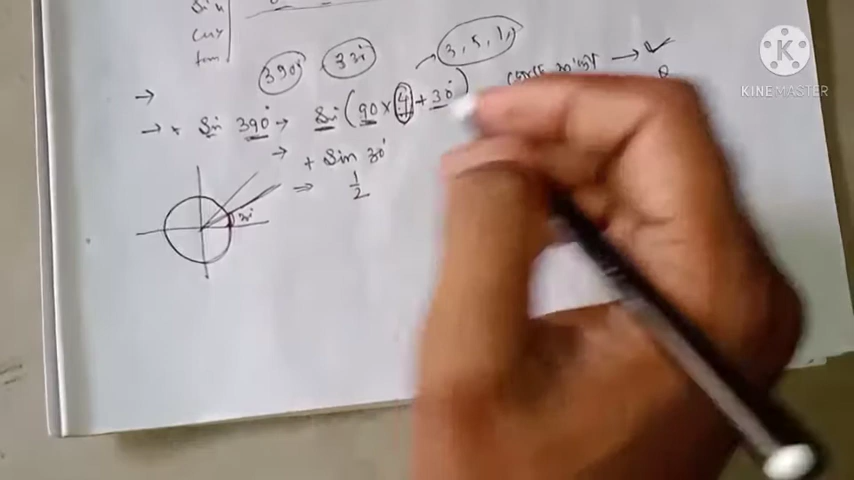 Sin
Cos
tan
390° 330° 3, 5, 1,
→
→ * Sin 390° → Sin (90 × 4 + 30°) →
→ + Sin 30°
30° ⇒ 1/2
KINEMASTER